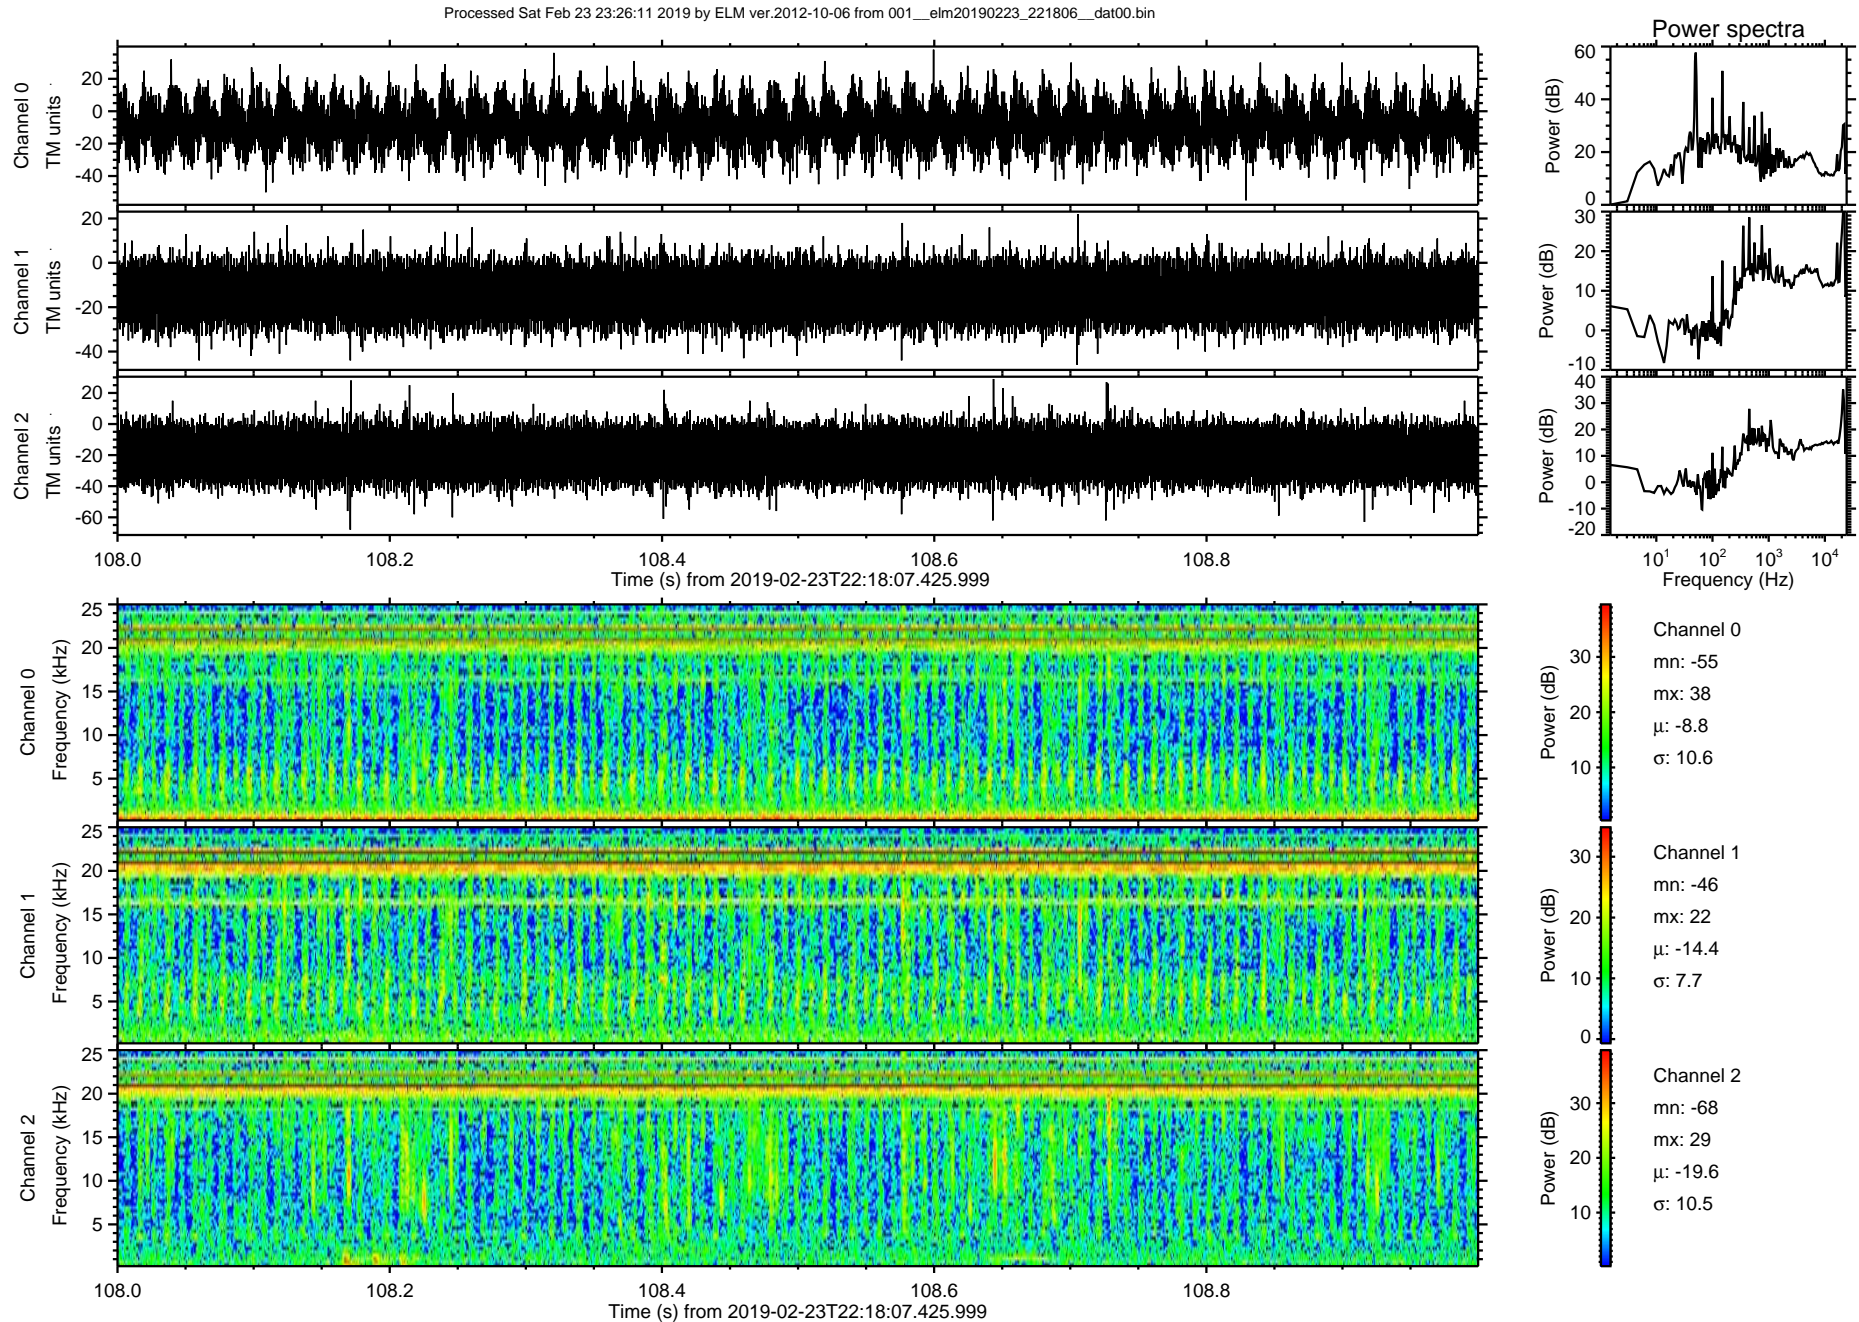 Processed Sat Feb 23 23:26:11 2019 by ELM ver.2012-10-06 from 001__elm20190223_221806__dat00.bin
Power spectra
Channel 0
TM units
20
0
-20
-40
Power (dB)
60
40
20
0
Channel 1
TM units
20
0
-20
-40
Power (dB)
30
20
10
0
-10
Channel 2
TM units
20
0
-20
-40
-60
Power (dB)
40
30
20
10
0
-10
-20
108.0 108.2 108.4 108.6 108.8
Time (s) from 2019-02-23T22:18:07.425.999
10¹ 10² 10³ 10⁴
Frequency (Hz)
Channel 0
Frequency (kHz)
25
20
15
10
5
Power (dB)
30
20
10
Channel 0
mn: -55
mx: 38
μ: -8.8
σ: 10.6
Channel 1
Frequency (kHz)
25
20
15
10
5
Power (dB)
30
20
10
0
Channel 1
mn: -46
mx: 22
μ: -14.4
σ: 7.7
Channel 2
Frequency (kHz)
25
20
15
10
5
Power (dB)
30
20
10
Channel 2
mn: -68
mx: 29
μ: -19.6
σ: 10.5
108.0 108.2 108.4 108.6 108.8
Time (s) from 2019-02-23T22:18:07.425.999